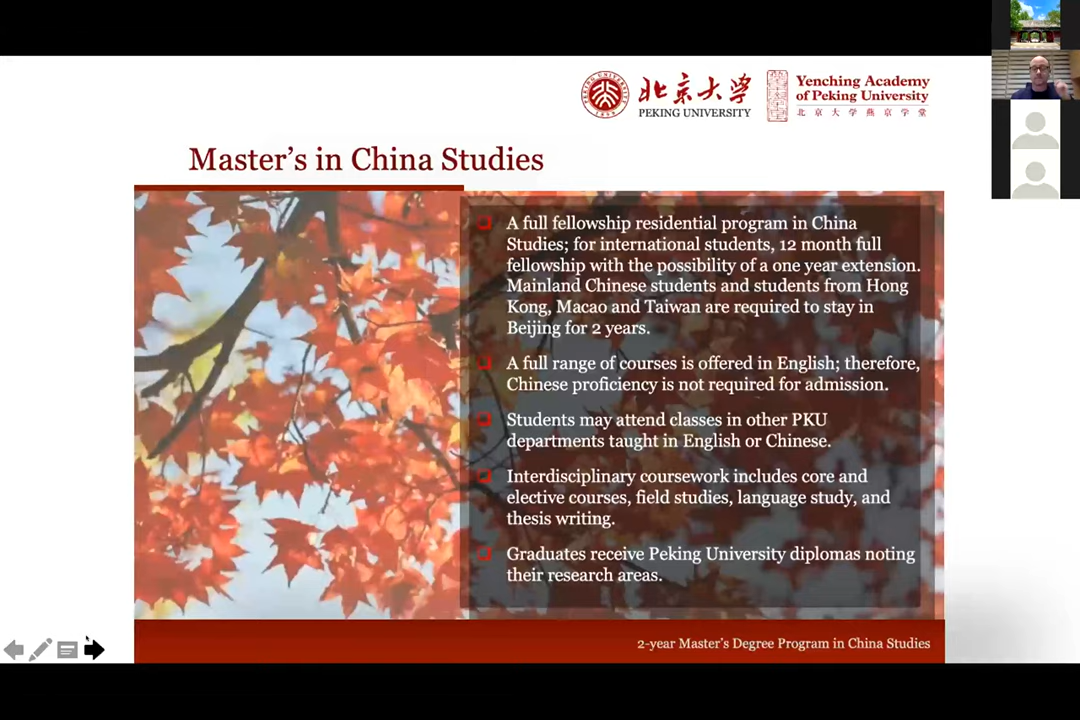 北京大学
PEKING UNIVERSITY
Yenching Academy
of Peking University
北京大学燕京学堂
Master's in China Studies
A full fellowship residential program in China
Studies; for international students, 12 month full
fellowship with the possibility of a one year extension.
Mainland Chinese students and students from Hong
Kong, Macao and Taiwan are required to stay in
Beijing for 2 years.
A full range of courses is offered in English; therefore,
Chinese proficiency is not required for admission.
Students may attend classes in other PKU
departments taught in English or Chinese.
Interdisciplinary coursework includes core and
elective courses, field studies, language study, and
thesis writing.
Graduates receive Peking University diplomas noting
their research areas.
2-year Master's Degree Program in China Studies